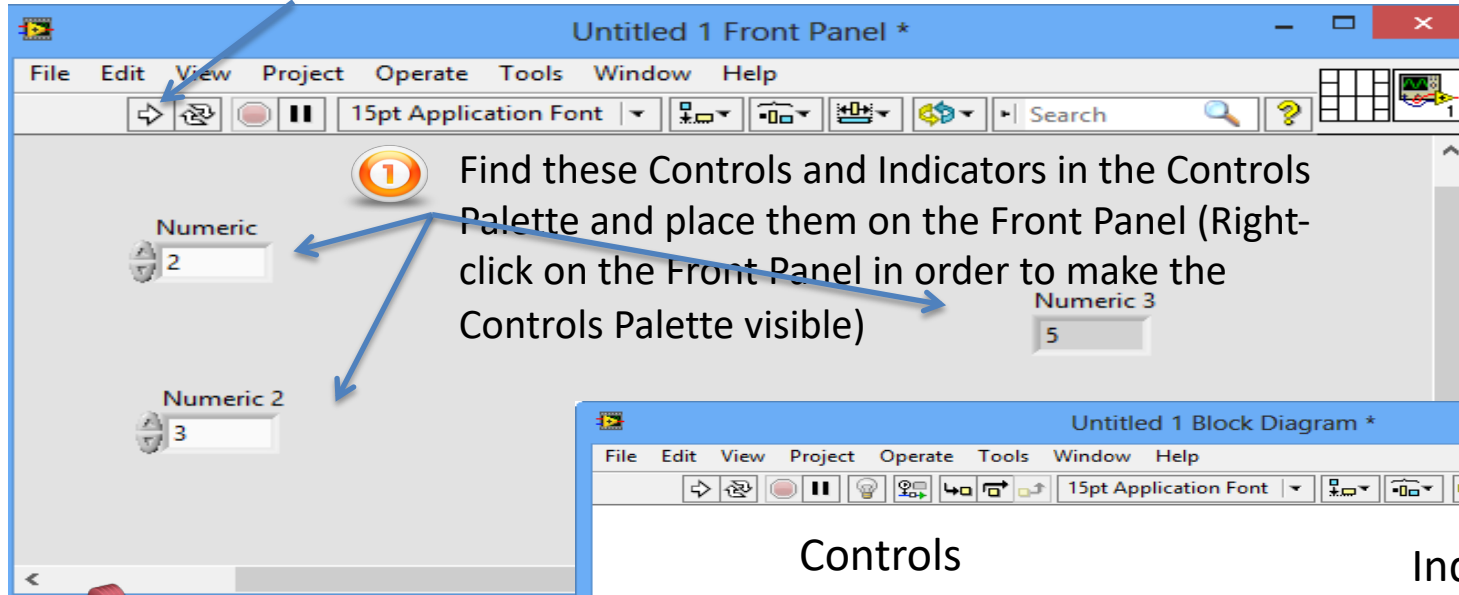 Untitled 1 Front Panel *
File Edit View Project Operate Tools Window Help
15pt Application Font Search
1
1 Find these Controls and Indicators in the Controls
Palette and place them on the Front Panel (Right-
click on the Front Panel in order to make the
Controls Palette visible)
Numeric
2
Numeric 3
5
Numeric 2
3
Untitled 1 Block Diagram *
File Edit View Project Operate Tools Window Help
15pt Application Font
Controls